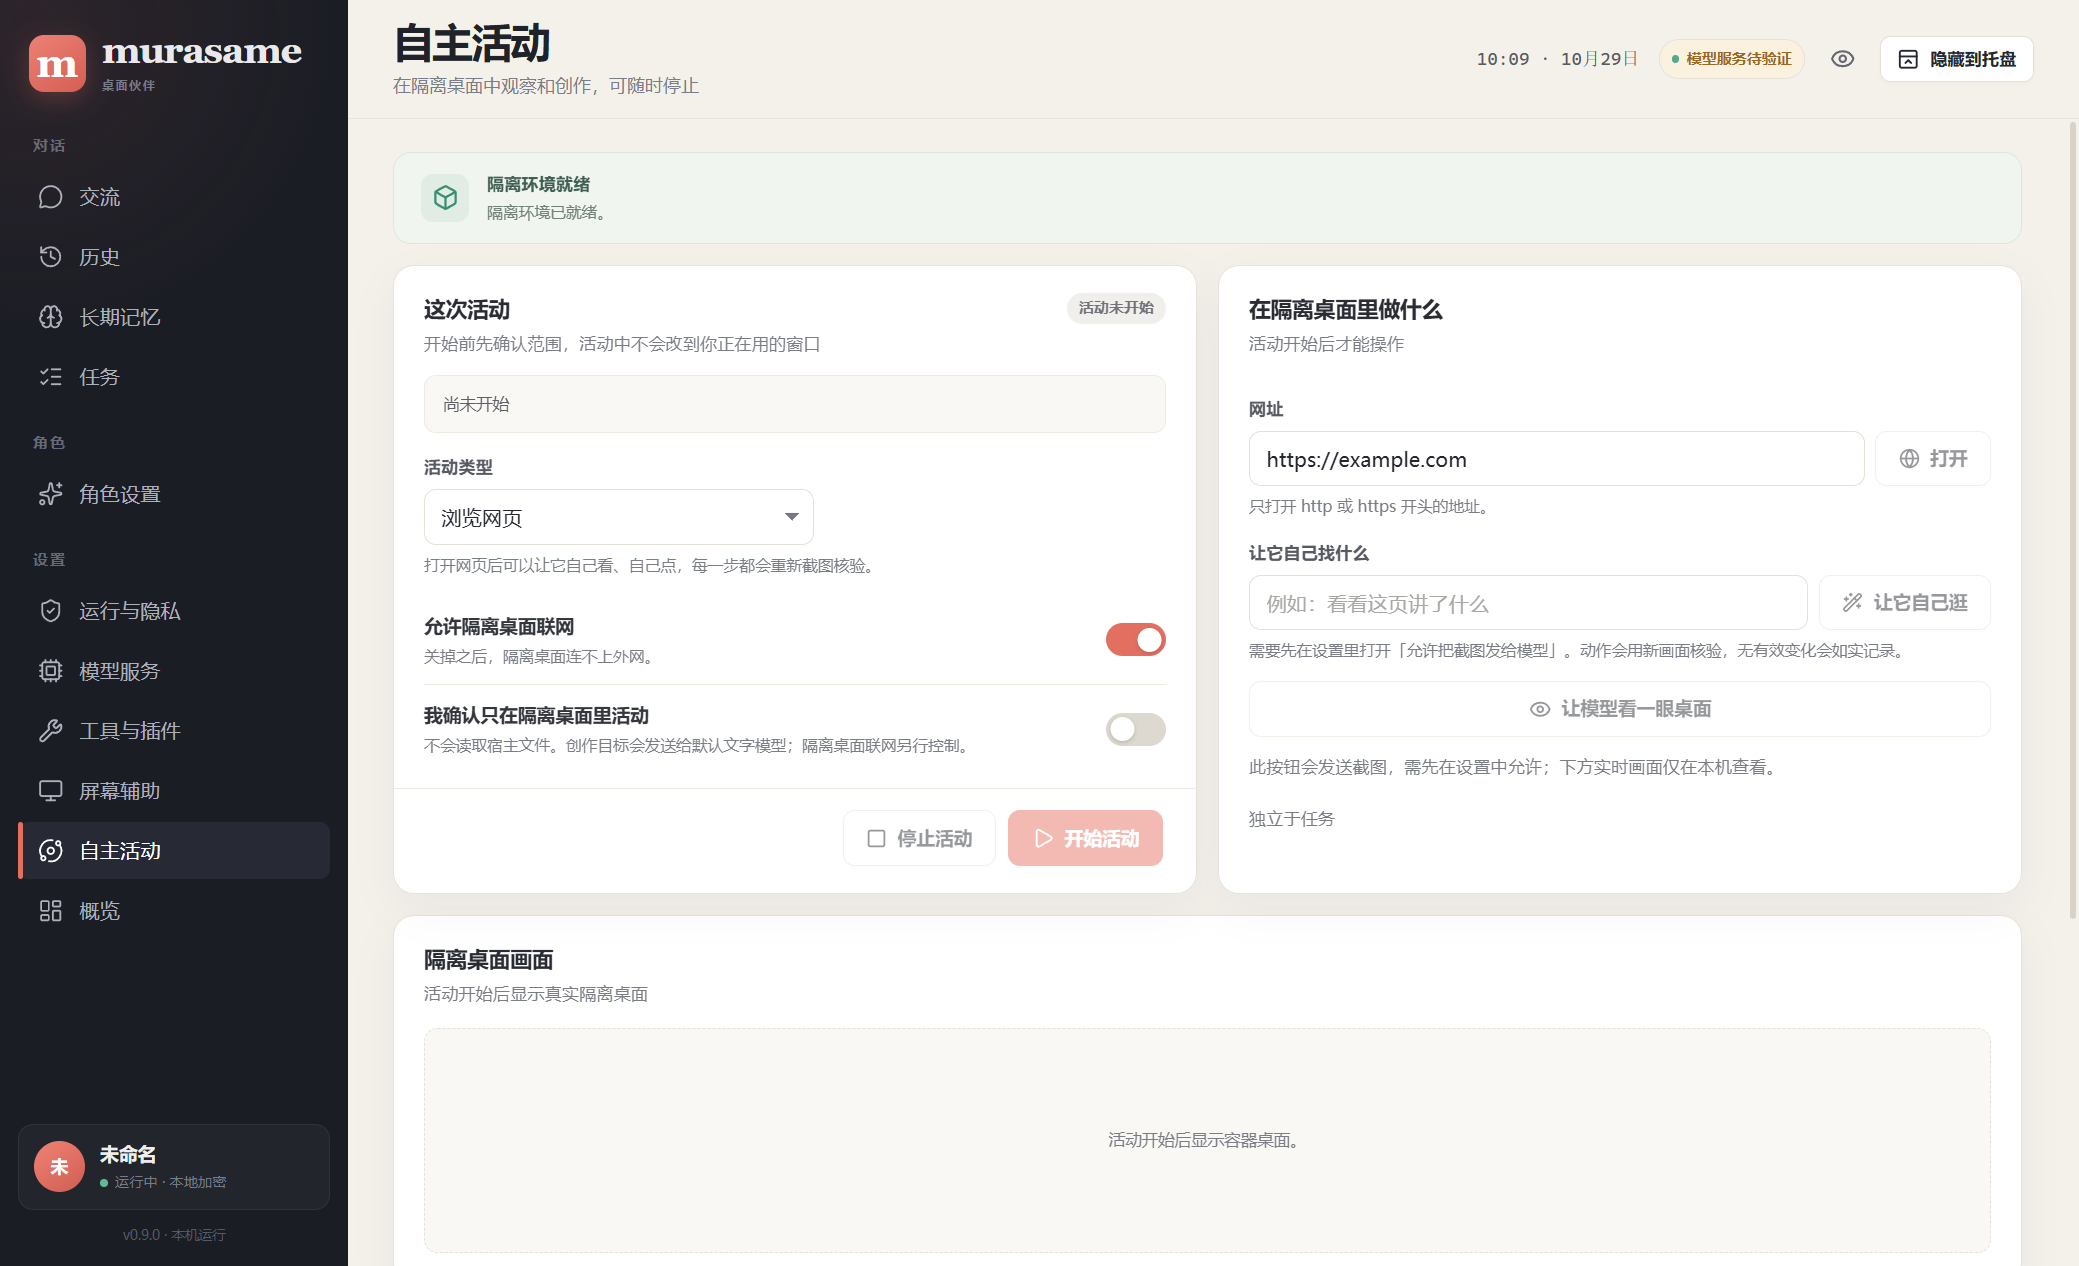 m
murasame
桌面伙伴
对话
交流
历史
长期记忆
任务
角色
角色设置
设置
运行与隐私
模型服务
工具与插件
屏幕辅助
自主活动
概览
未
未命名
运行中 · 本地加密
v0.9.0 · 本机运行
自主活动
在隔离桌面中观察和创作，可随时停止
10:09 · 10月29日
模型服务待验证
隐藏到托盘
隔离环境就绪
隔离环境已就绪。
这次活动
活动未开始
开始前先确认范围，活动中不会改到你正在用的窗口
尚未开始
活动类型
浏览网页
打开网页后可以让它自己看、自己点，每一步都会重新截图核验。
允许隔离桌面联网
关掉之后，隔离桌面连不上外网。
我确认只在隔离桌面里活动
不会读取宿主文件。创作目标会发送给默认文字模型；隔离桌面联网另行控制。
停止活动
开始活动
在隔离桌面里做什么
活动开始后才能操作
网址
https://example.com
打开
只打开 http 或 https 开头的地址。
让它自己找什么
例如：看看这页讲了什么
让它自己逛
需要先在设置里打开「允许把截图发给模型」。动作会用新画面核验，无有效变化会如实记录。
让模型看一眼桌面
此按钮会发送截图，需先在设置中允许；下方实时画面仅在本机查看。
独立于任务
隔离桌面画面
活动开始后显示真实隔离桌面
活动开始后显示容器桌面。